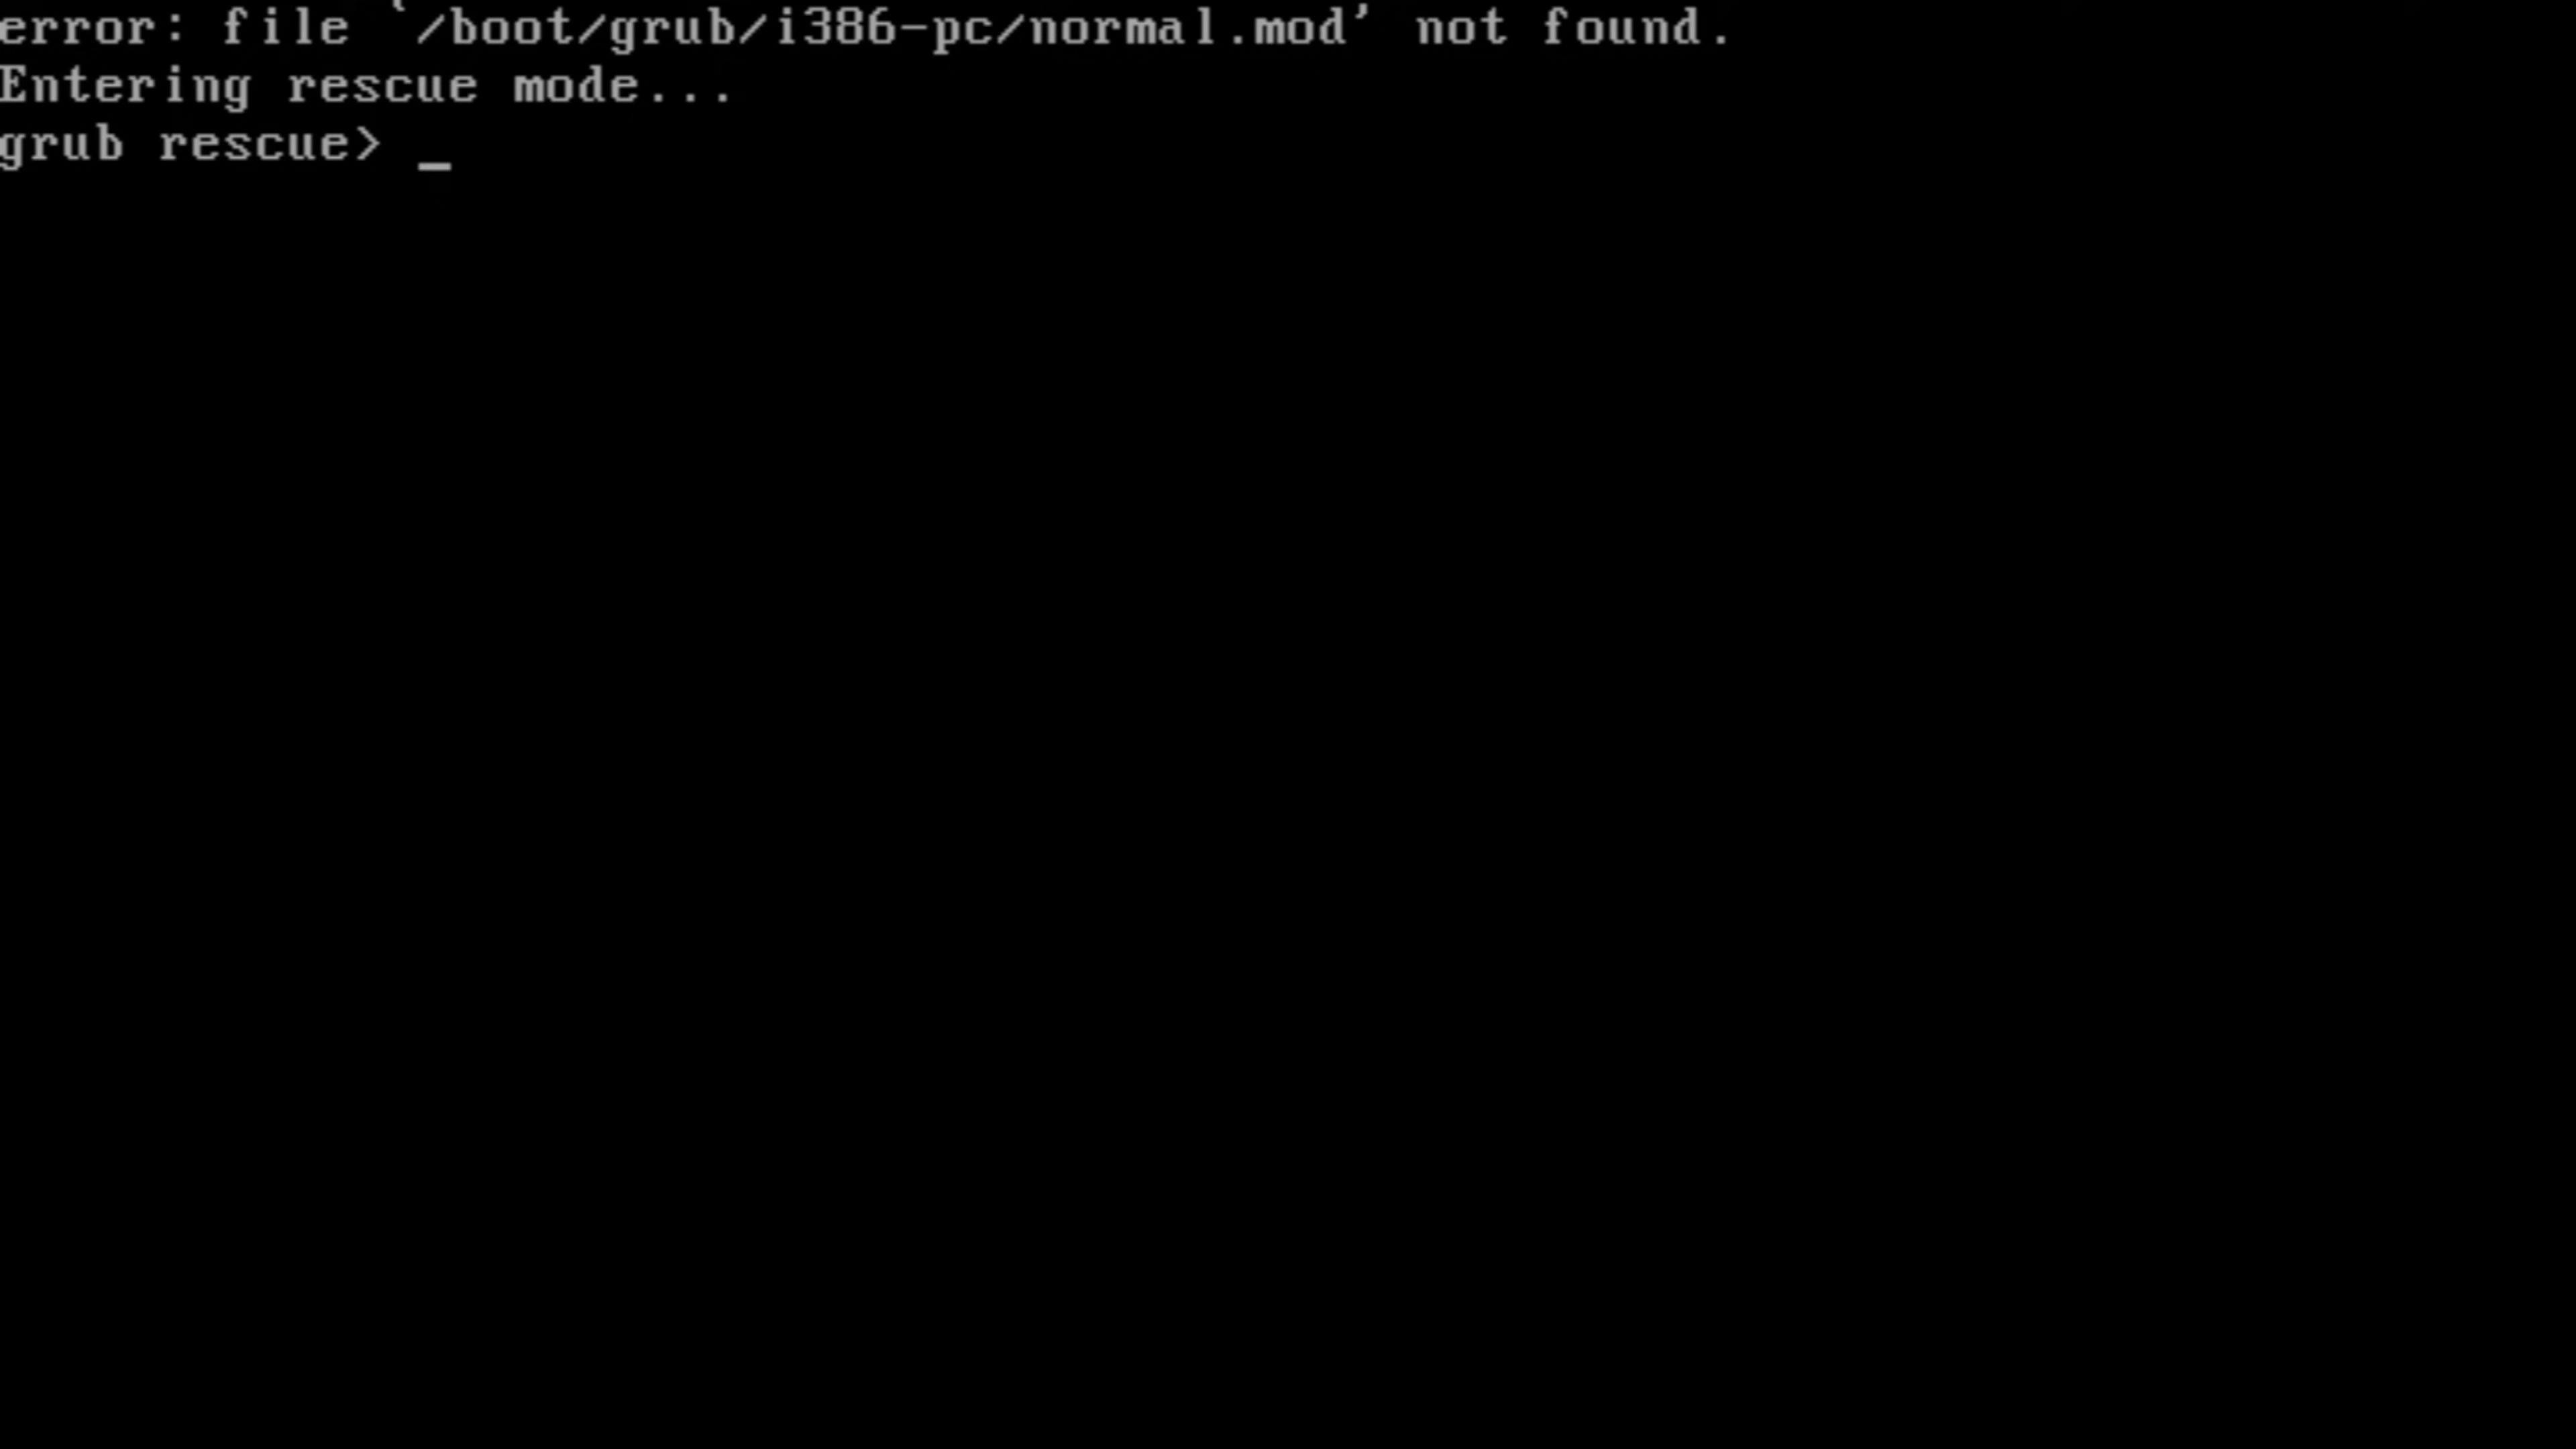 error: file `/boot/grub/i386-pc/normal.mod' not found.
Entering rescue mode...
grub rescue> _